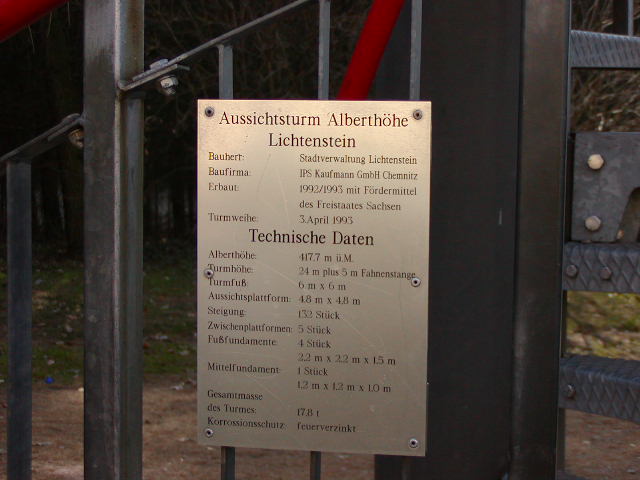 Aussichtsturm Alberthöhe
Lichtenstein
Bauherr: Stadtverwaltung Lichtenstein
Baufirma: IPS Kaufmann GmbH Chemnitz
Erbaut: 1992/1993 mit Fördermittel
des Freistaates Sachsen
Turmweihe: 3.April 1993
Technische Daten
Alberthöhe: 417.7 m ü.M.
Turmhöhe: 24 m plus 5 m Fahnenstange
Turmfuß: 6 m x 6 m
Aussichtsplattform: 4.8 m x 4.8 m
Steigung: 132 Stück
Zwischenplattformen: 5 Stück
Fußfundamente: 4 Stück
2.2 m x 2.2 m x 1.5 m
Mittelfundament: 1 Stück
1.2 m x 1.2 m x 1.0 m
Gesamtmasse
des Turmes: 17.8 t
Korrossionsschutz: feuerverzinkt